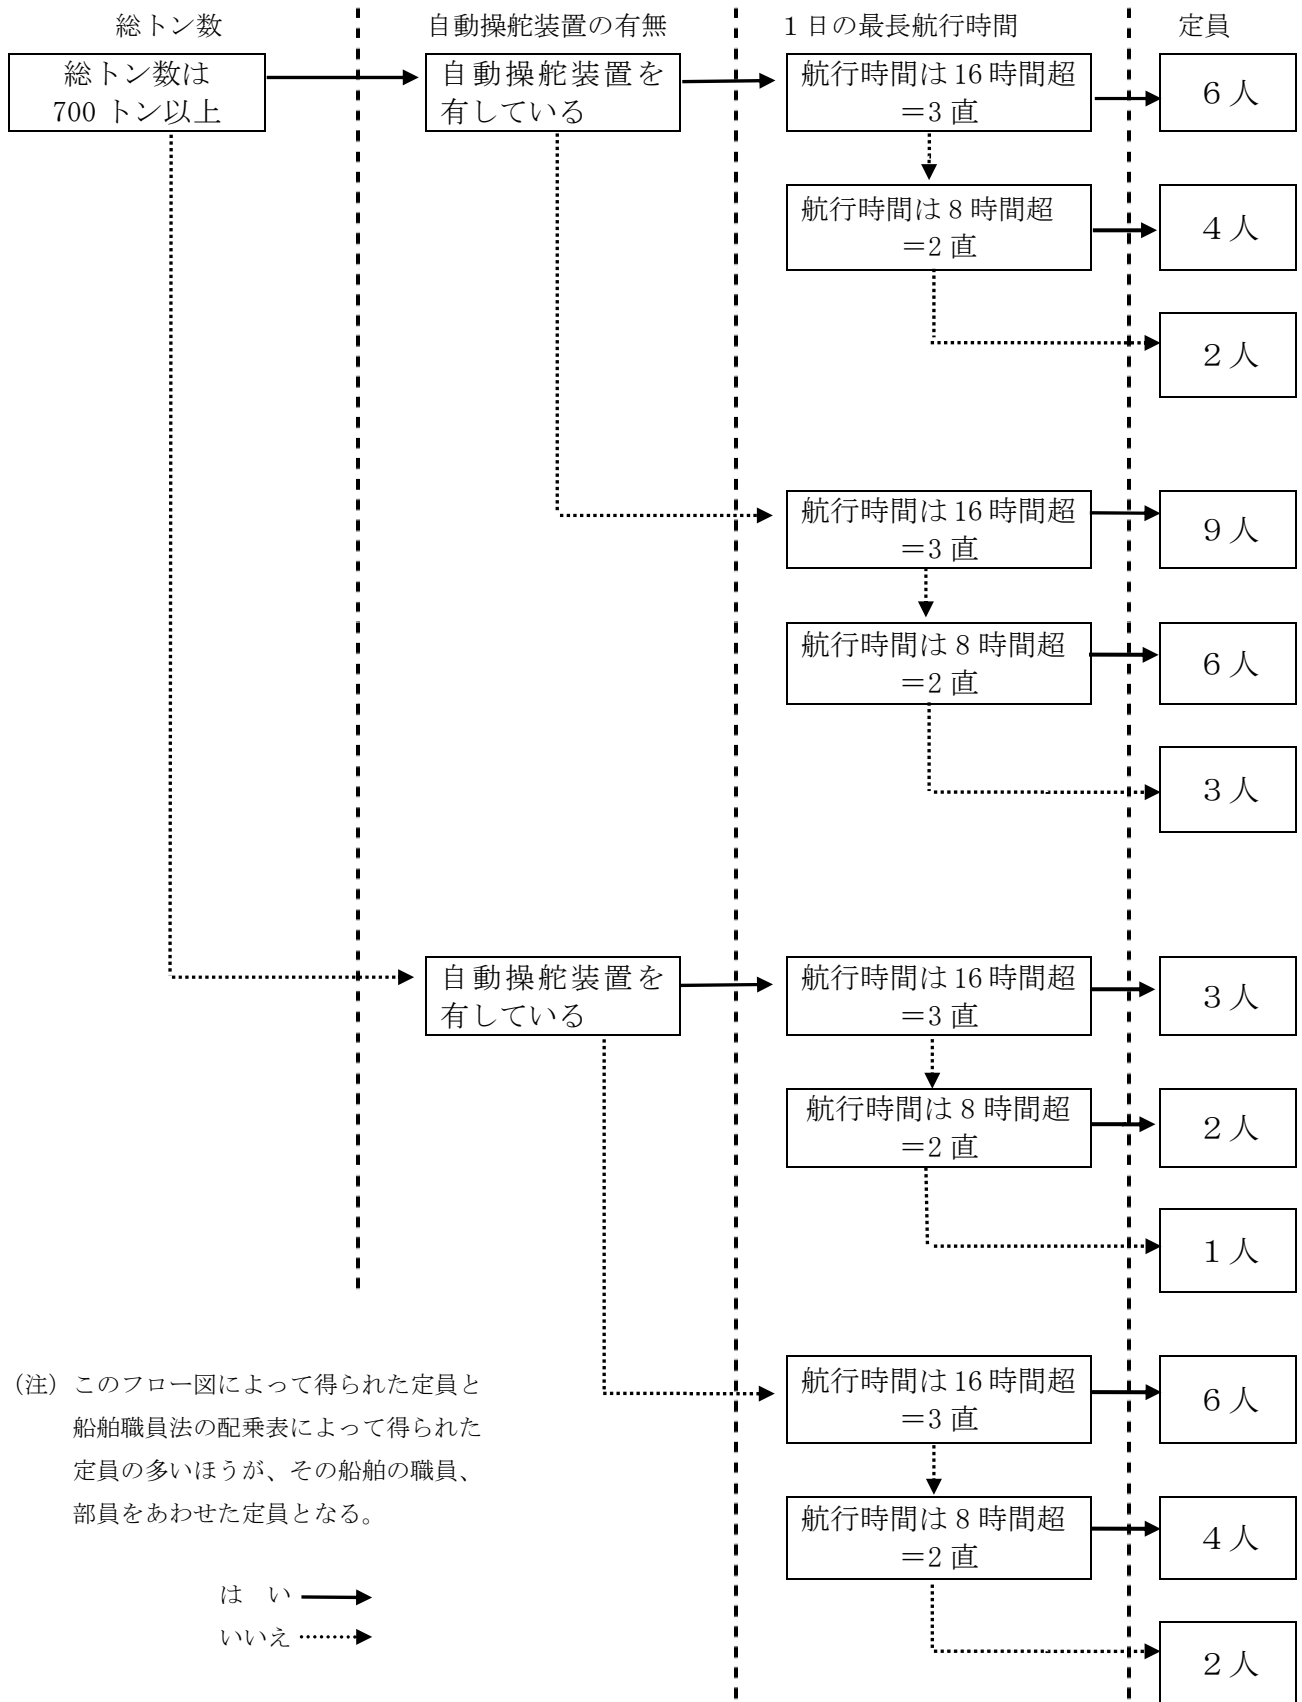 総トン数
自動操舵装置の有無
１日の最長航行時間
定員
総トン数は
700 トン以上
自動操舵装置を
有している
航行時間は 16 時間超
＝3 直
６人
航行時間は 8 時間超
＝2 直
４人
２人
航行時間は 16 時間超
＝3 直
９人
航行時間は 8 時間超
＝2 直
６人
３人
自動操舵装置を
有している
航行時間は 16 時間超
＝3 直
３人
航行時間は 8 時間超
＝2 直
２人
１人
航行時間は 16 時間超
＝3 直
６人
航行時間は 8 時間超
＝2 直
４人
２人
（注）このフロー図によって得られた定員と
船舶職員法の配乗表によって得られた
定員の多いほうが、その船舶の職員、
部員をあわせた定員となる。
は　い
いいえ